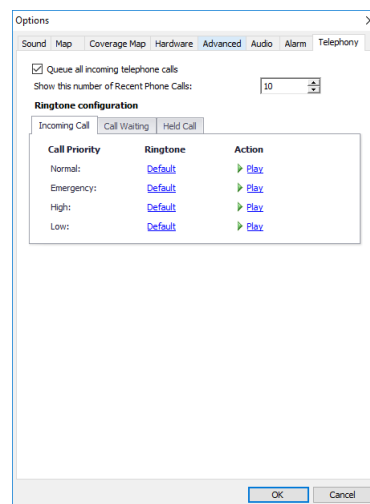 Options
Sound Map Coverage Map Hardware Advanced Audio Alarm Telephony
Queue all incoming telephone calls
Show this number of Recent Phone Calls: 10
Ringtone configuration
Incoming Call Call Waiting Held Call
Call Priority Ringtone Action
Normal: Default Play
Emergency: Default Play
High: Default Play
Low: Default Play
OK Cancel